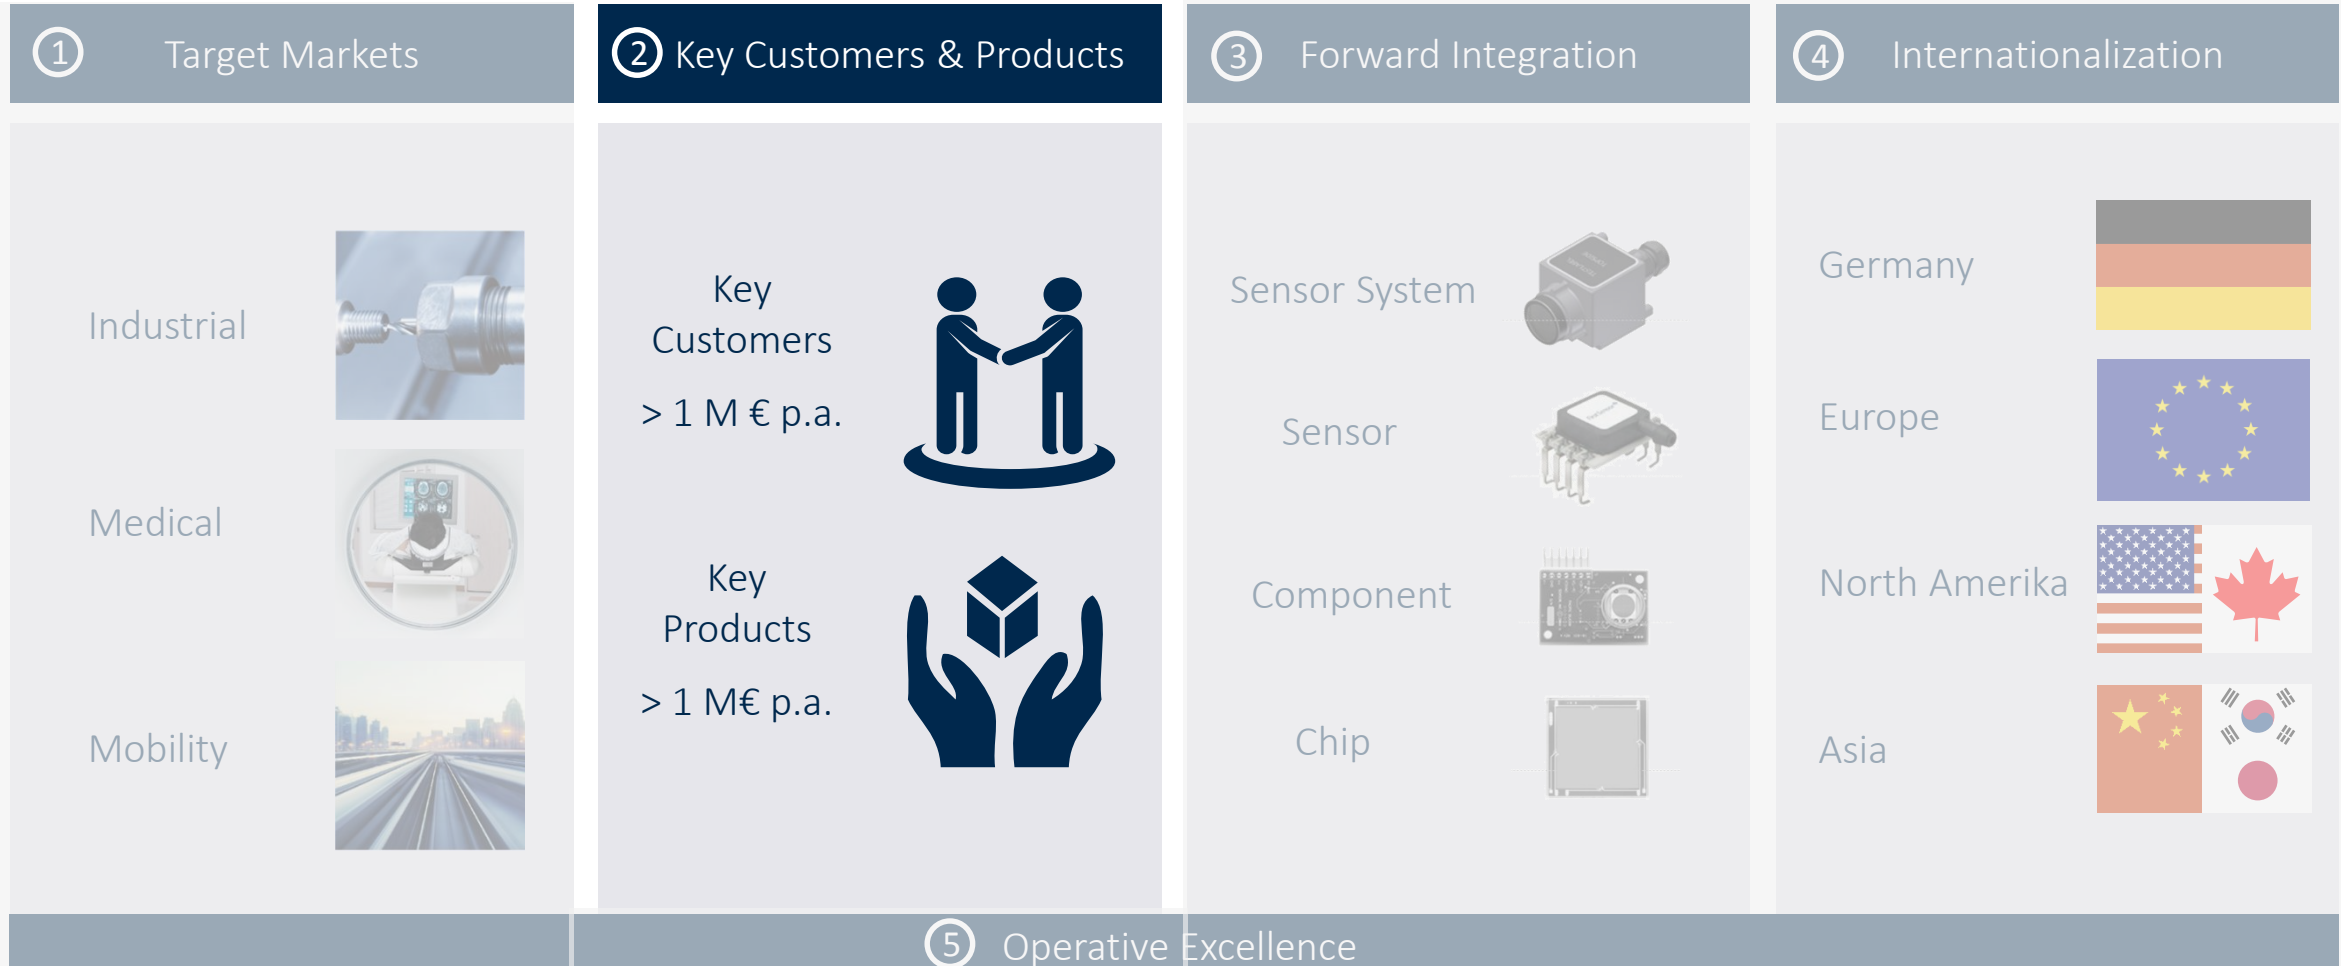 1 Target Markets
2 Key Customers & Products
3 Forward Integration
4 Internationalization
Industrial
Medical
Mobility
Key
Customers
> 1 M € p.a.
Key
Products
> 1 M€ p.a.
Sensor System
Sensor
Component
Chip
Germany
Europe
North Amerika
Asia
5 Operative Excellence